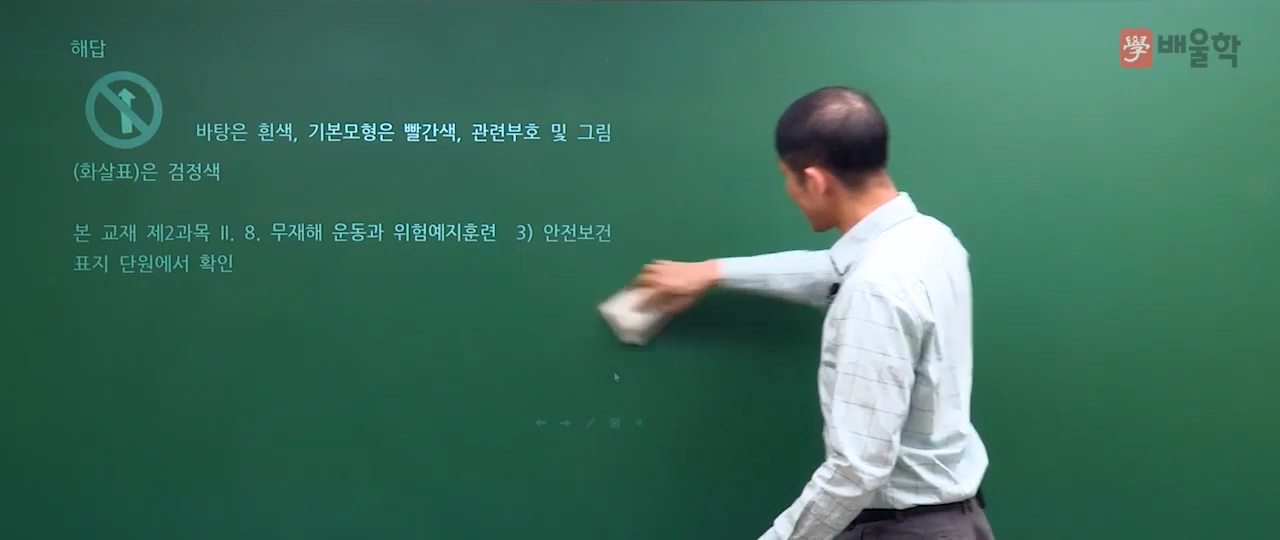 해답
바탕은 흰색, 기본모형은 빨간색, 관련부호 및 그림
(화살표)은 검정색
본 교재 제2과목 Ⅱ. 8. 무재해 운동과 위험예지훈련 3) 안전보건
표지 단원에서 확인
學배울학